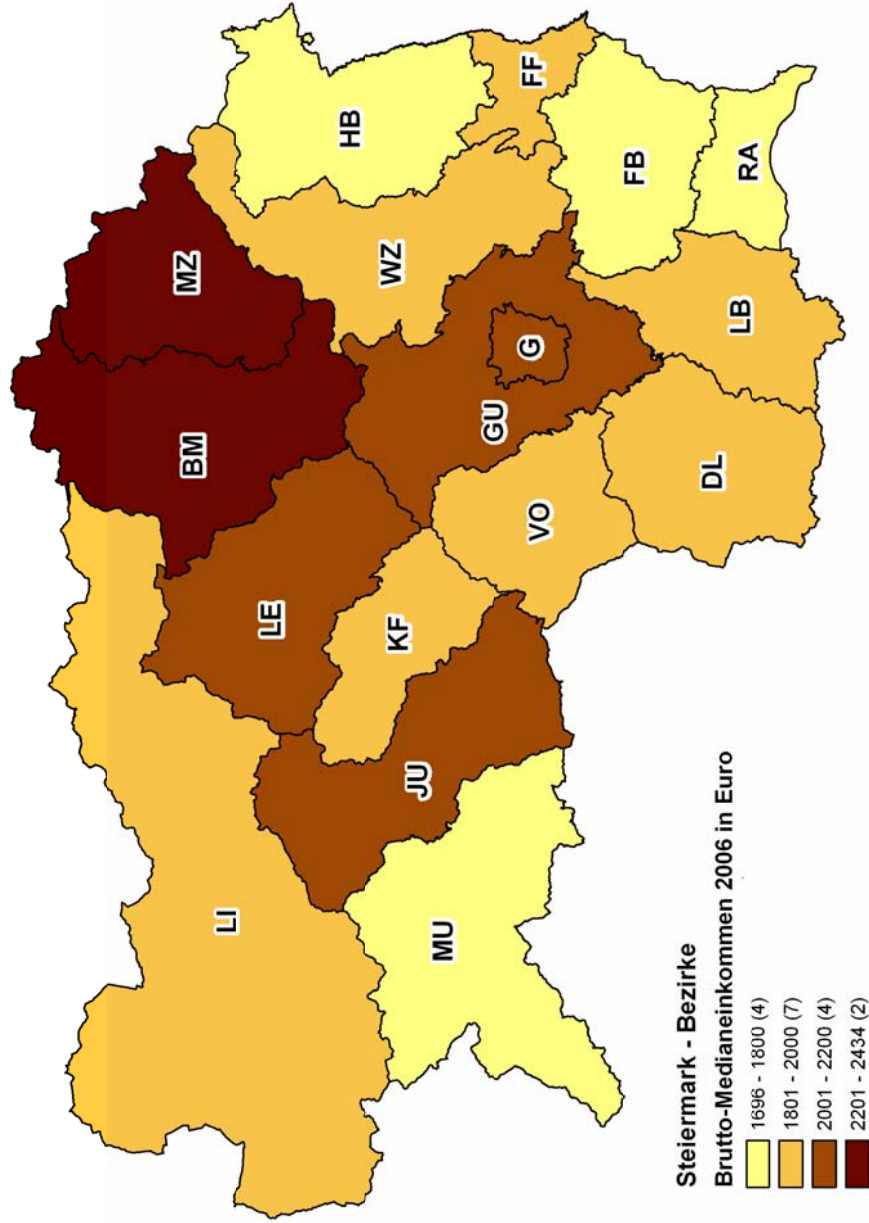 HB
FF
MZ
WZ
FB
RA
BM
G
LB
GU
VO
DL
LE
KF
JU
LI
MU
Steiermark - Bezirke
Brutto-Medianeinkommen 2006 in Euro
1696 - 1800 (4)
1801 - 2000 (7)
2001 - 2200 (4)
2201 - 2434 (2)